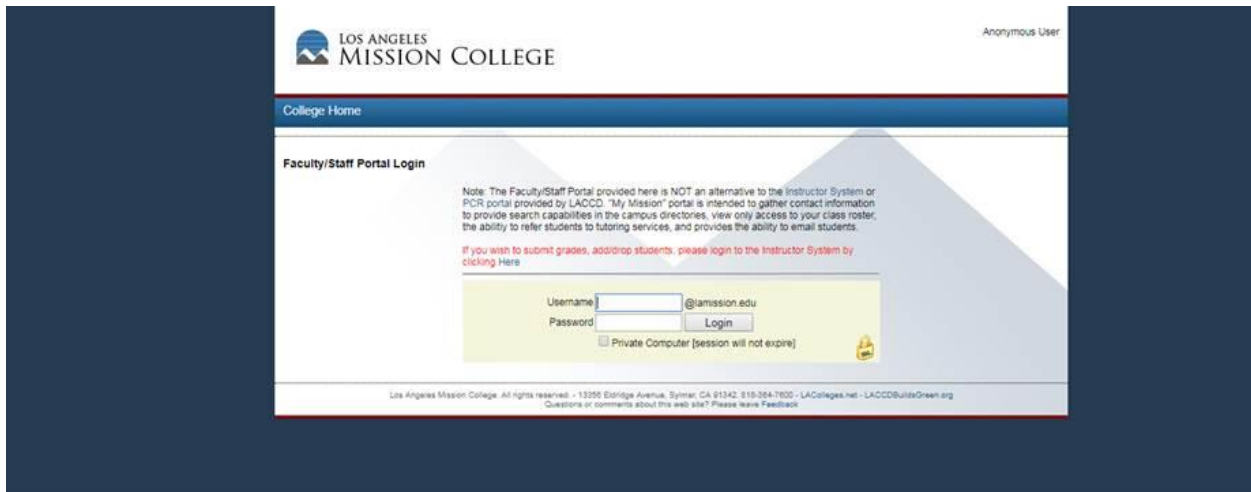 LOS ANGELES
MISSION COLLEGE
Anonymous User
College Home
Faculty/Staff Portal Login
Note: The Faculty/Staff Portal provided here is NOT an alternative to the Instructor System or
PCR portal provided by LACCD. "My Mission" portal is intended to gather contact information
to provide search capabilities in the campus directories, view only access to your class roster,
the ability to refer students to tutoring services, and provides the ability to email students.
If you wish to submit grades, add/drop students, please login to the Instructor System by
clicking Here
Username @lamission.edu
Password Login
Private Computer [session will not expire]
Los Angeles Mission College. All rights reserved. - 13356 Eldridge Avenue, Sylmar, CA 91342. 818-364-7600 - LAColleges.net - LACCDBuildsGreen.org
Questions or comments about this web site? Please leave Feedback